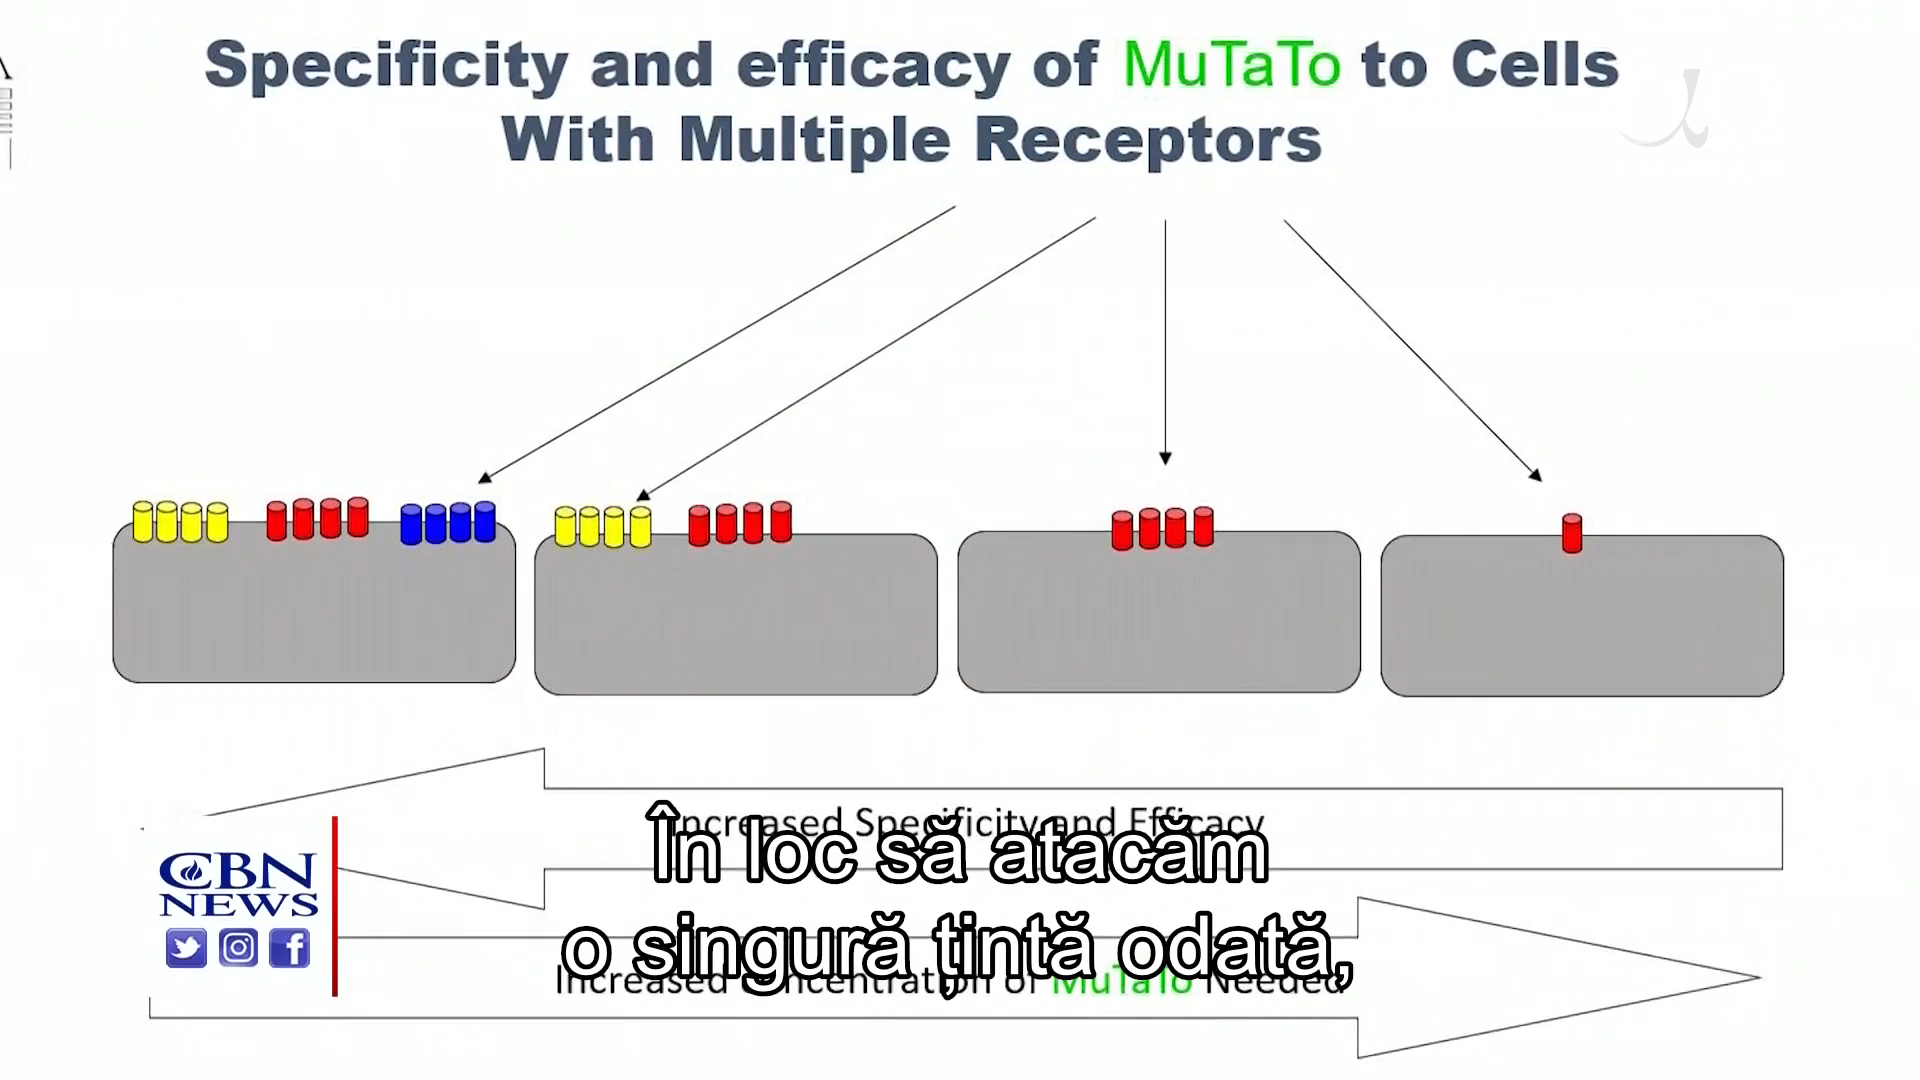 Specificity and efficacy of MuTaTo to Cells
With Multiple Receptors
Increased Specificity and Efficacy
În loc să atacăm
o singură țintă odată,
Increased Concentration of MuTaTo Needed
CBN
NEWS